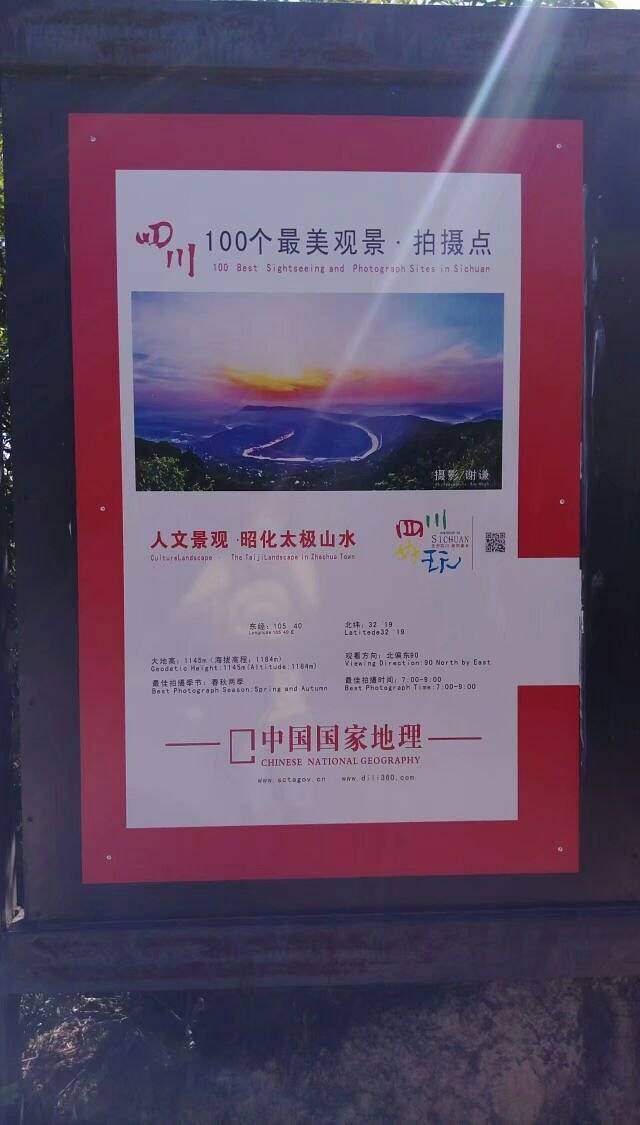 四川 100个最美观景·拍摄点
100 Best Sightseeing and Photograph Sites in Sichuan
摄影/谢谦
人文景观·昭化太极山水
CultureLandscape · The TaijiLandscape in Zhaohua Town
四川
SICHUAN
好玩
东经：105 40
Longitude105 40 E
北纬：32 19
Latitede32 19
大地高：1145m（海拔高程：1184m）
Geodetic Height:1145m(Altitude:1184m)
观看方向：北偏东90
Viewing Direction:90 North by East
最佳拍摄季节：春秋两季
Best Photograph Season:Spring and Autumn
最佳拍摄时间：7:00-9:00
Best Photograph Time:7:00-9:00
中国国家地理
CHINESE NATIONAL GEOGRAPHY
www.sctagov.cn www.dili360.com